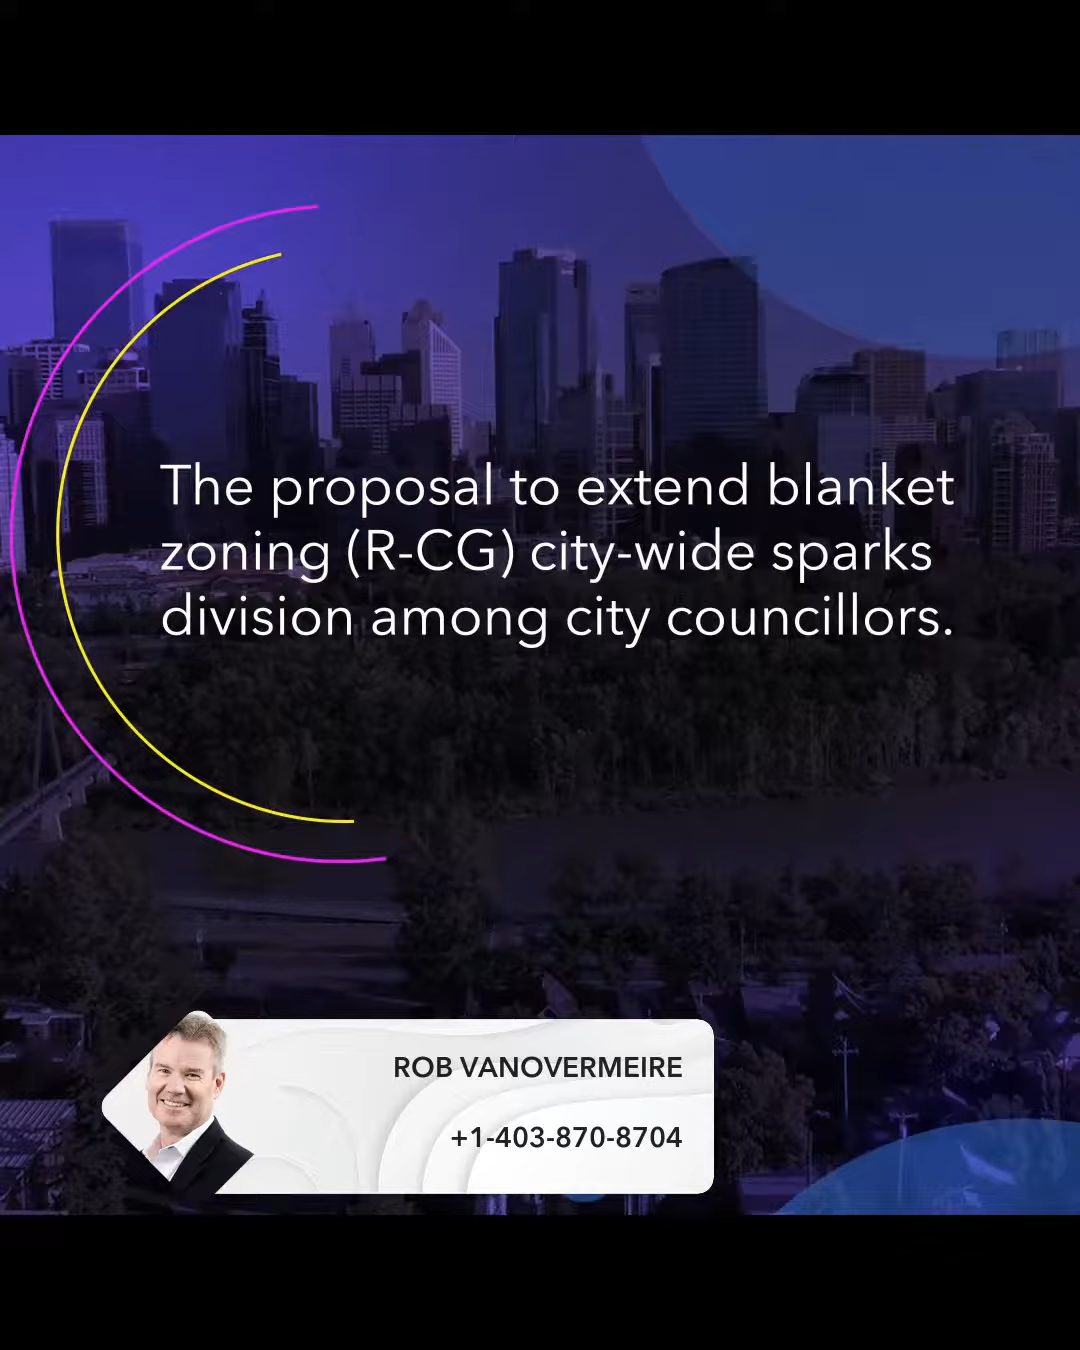 The proposal to extend blanket
zoning (R-CG) city-wide sparks
division among city councillors.
ROB VANOVERMEIRE
+1-403-870-8704